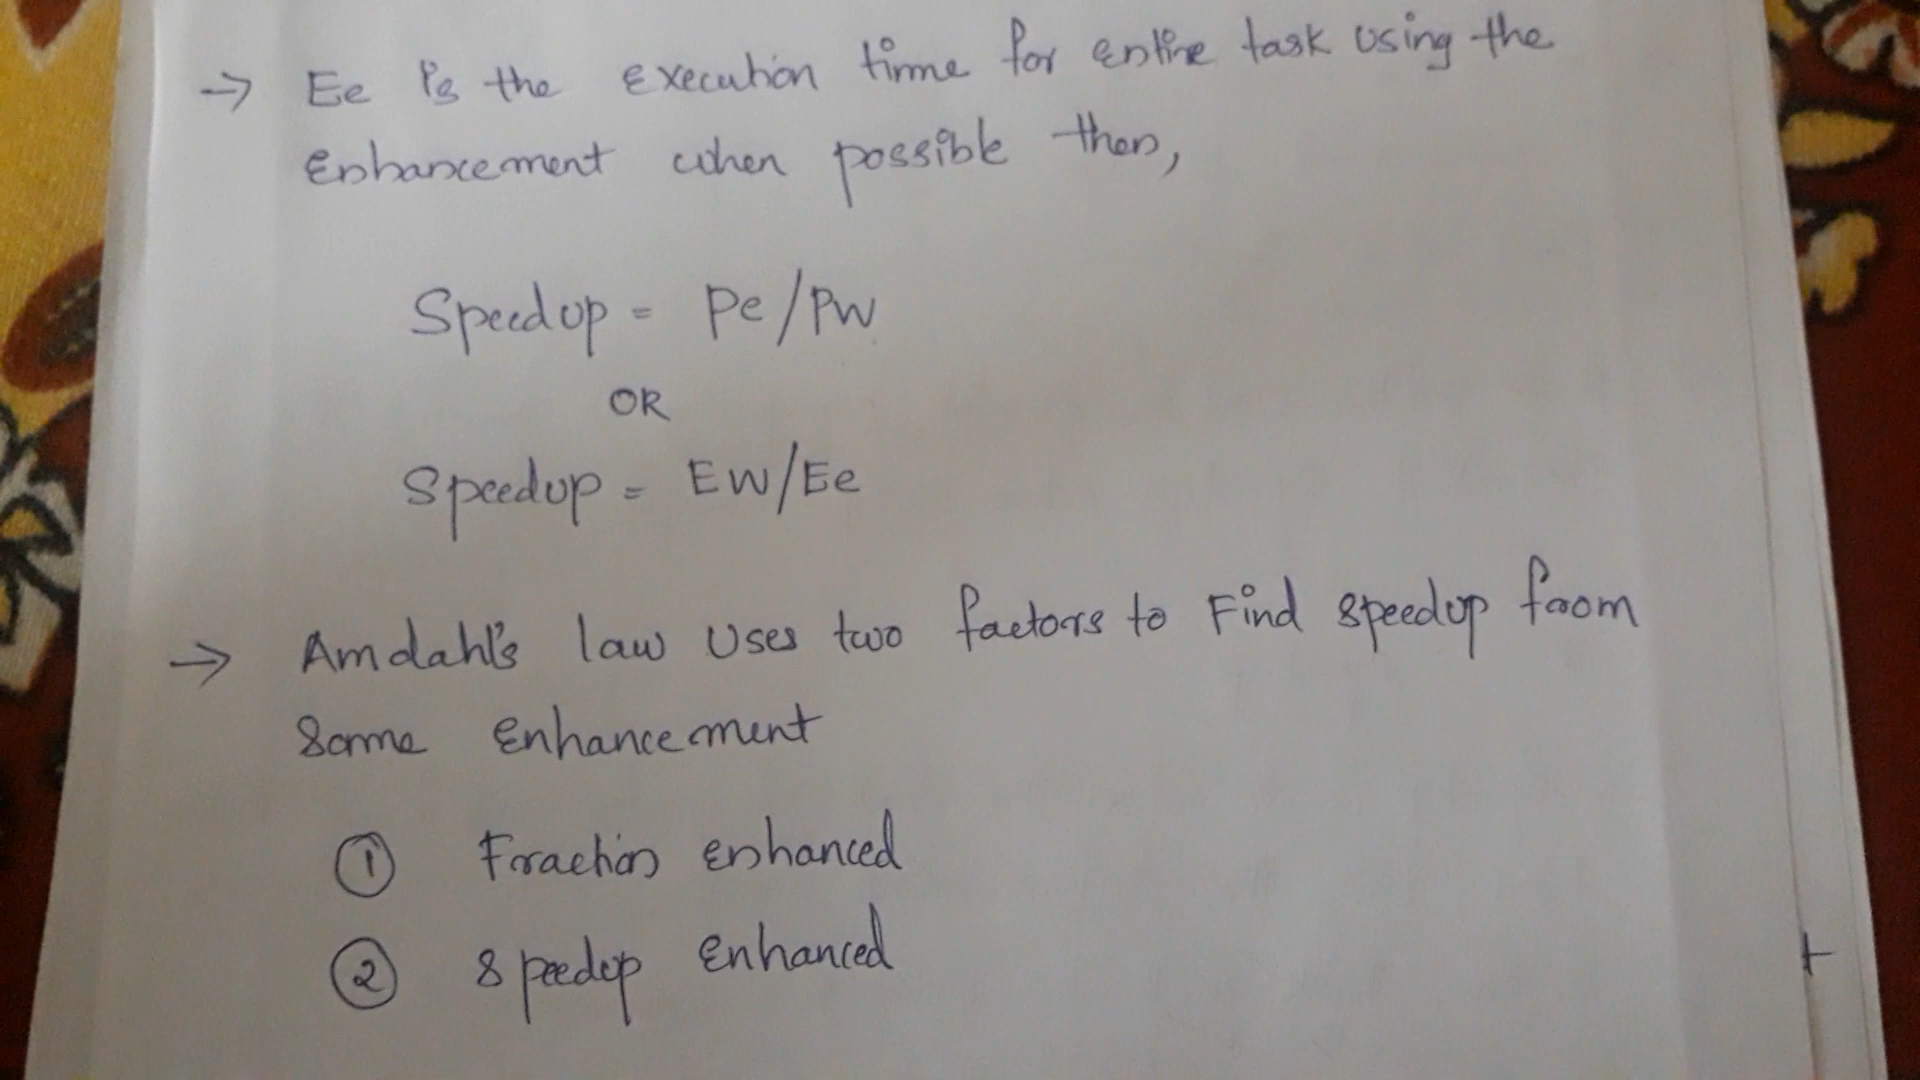 → Ee is the execution time for entire task using the
enhancement when possible then,
Speedup = Pe/Pw
OR
Speedup = Ew/Ee
→ Amdahl's law uses two factors to find speedup from
some enhancement
① Fraction enhanced
② Speedup enhanced